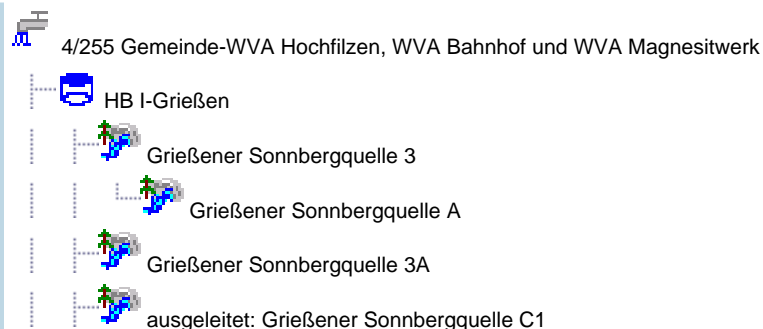 4/255 Gemeinde-WVA Hochfilzen, WVA Bahnhof und WVA Magnesitwerk
HB I-Grießen
Grießener Sonnbergquelle 3
Grießener Sonnbergquelle A
Grießener Sonnbergquelle 3A
ausgeleitet: Grießener Sonnbergquelle C1